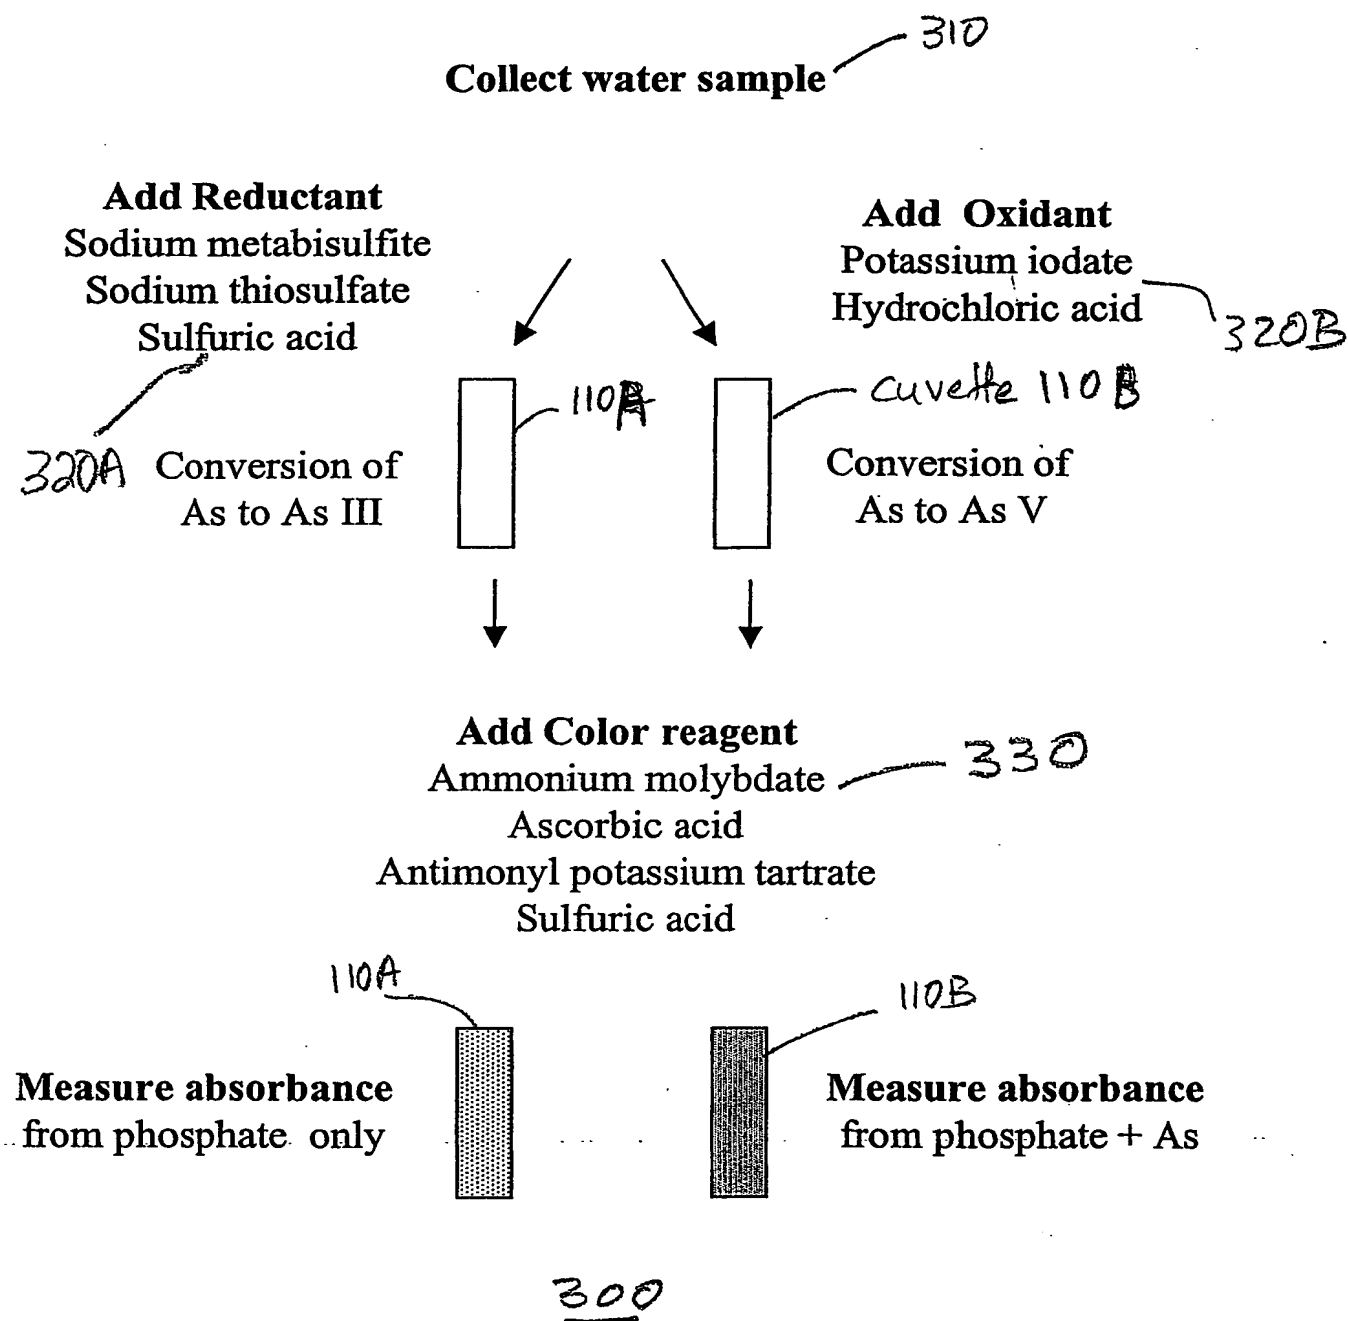 310
Collect water sample
Add Reductant
Sodium metabisulfite
Sodium thiosulfate
Sulfuric acid
320A
Add Oxidant
Potassium iodate
Hydrochloric acid
320B
110A
cuvette 110B
Conversion of
As to As III
Conversion of
As to As V
Add Color reagent
Ammonium molybdate
330
Ascorbic acid
Antimonyl potassium tartrate
Sulfuric acid
110A
110B
Measure absorbance
from phosphate only
Measure absorbance
from phosphate + As
300